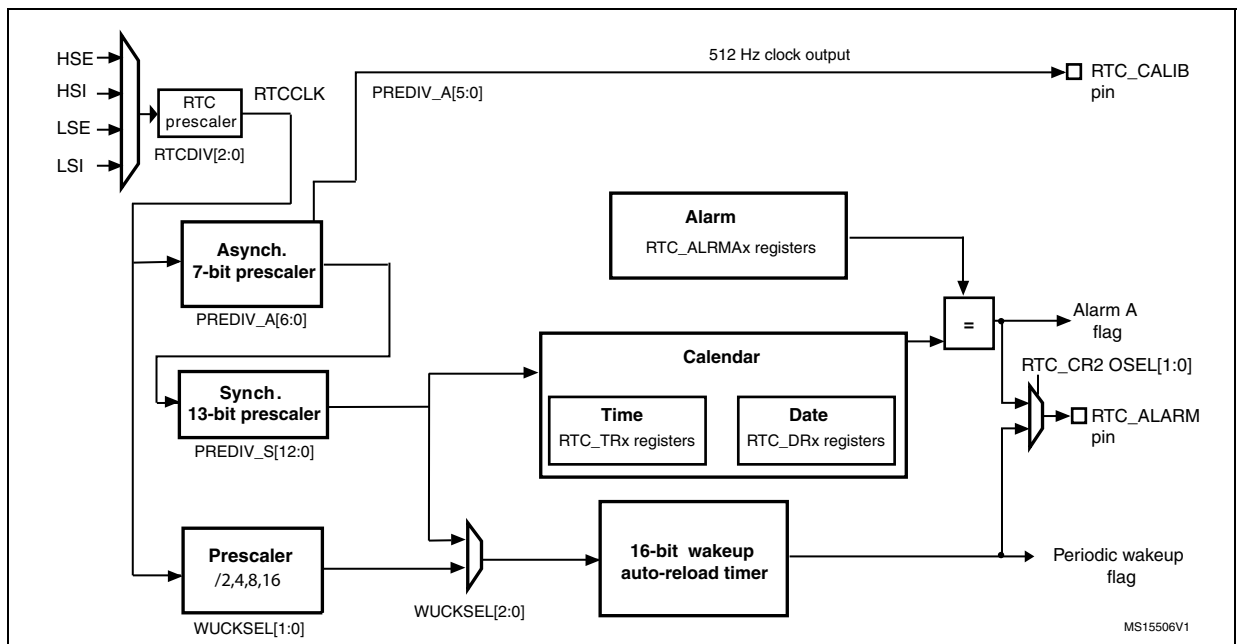 HSE
HSI
LSE
LSI
RTC
prescaler
RTCDIV[2:0]
RTCCLK
512 Hz clock output
PREDIV_A[5:0]
RTC_CALIB
pin
Asynch.
7-bit prescaler
PREDIV_A[6:0]
Alarm
RTC_ALRMAx registers
=
Alarm A
flag
Synch.
13-bit prescaler
PREDIV_S[12:0]
Calendar
Time
RTC_TRx registers
Date
RTC_DRx registers
RTC_CR2 OSEL[1:0]
RTC_ALARM
pin
Prescaler
/2,4,8,16
WUCKSEL[1:0]
WUCKSEL[2:0]
16-bit wakeup
auto-reload timer
Periodic wakeup
flag
MS15506V1